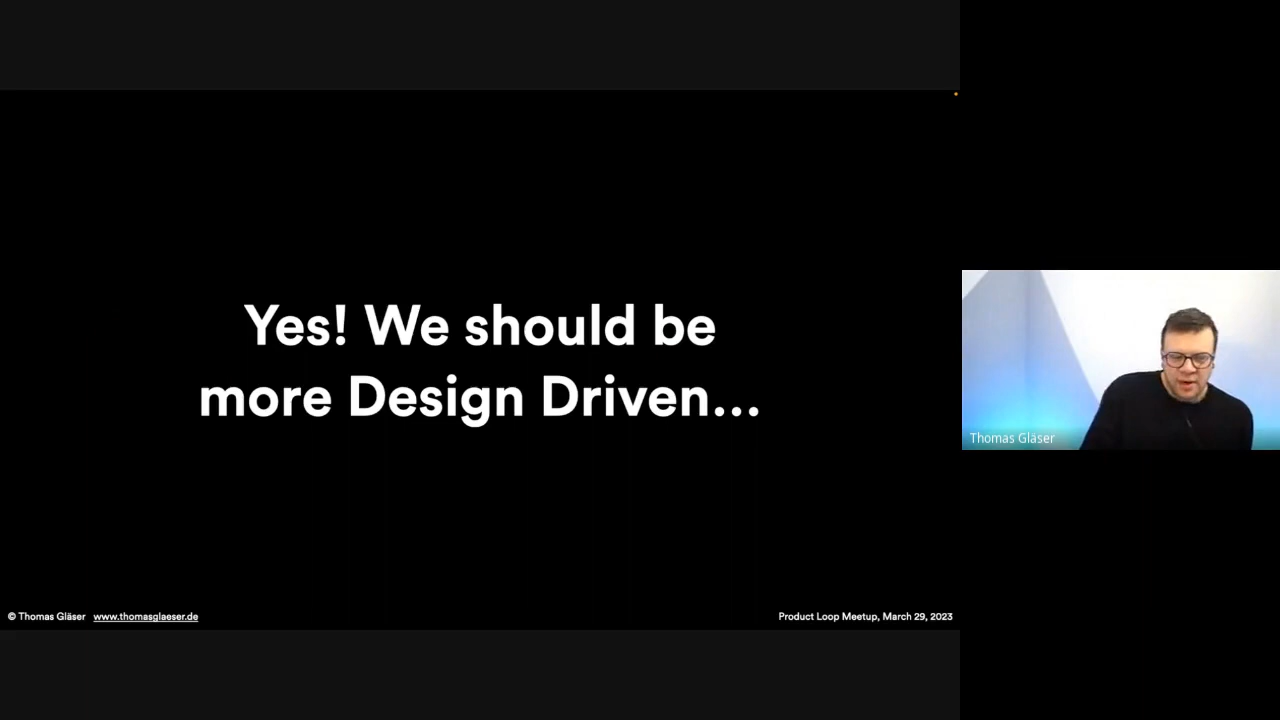 Yes! We should be
more Design Driven...
Thomas Gläser
© Thomas Gläser www.thomasglaeser.de
Product Loop Meetup, March 29, 2023